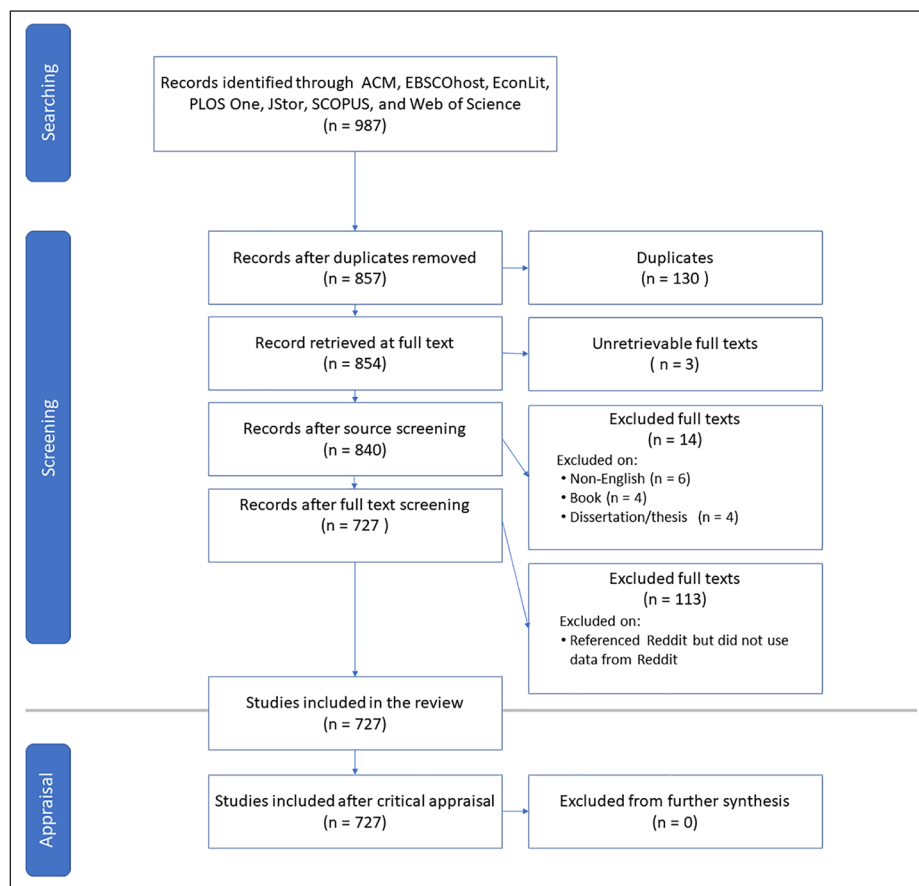 Searching
Records identified through ACM, EBSCOhost, EconLit,
PLOS One, JStor, SCOPUS, and Web of Science
(n = 987)
Screening
Records after duplicates removed
(n = 857)
Duplicates
(n = 130 )
Record retrieved at full text
(n = 854)
Unretrievable full texts
( n = 3)
Records after source screening
(n = 840)
Excluded full texts
(n = 14)
Excluded on:
• Non-English (n = 6)
• Book (n = 4)
• Dissertation/thesis (n = 4)
Records after full text screening
(n = 727 )
Excluded full texts
(n = 113)
Excluded on:
• Referenced Reddit but did not use
data from Reddit
Studies included in the review
(n = 727)
Appraisal
Studies included after critical appraisal
(n = 727)
Excluded from further synthesis
(n = 0)